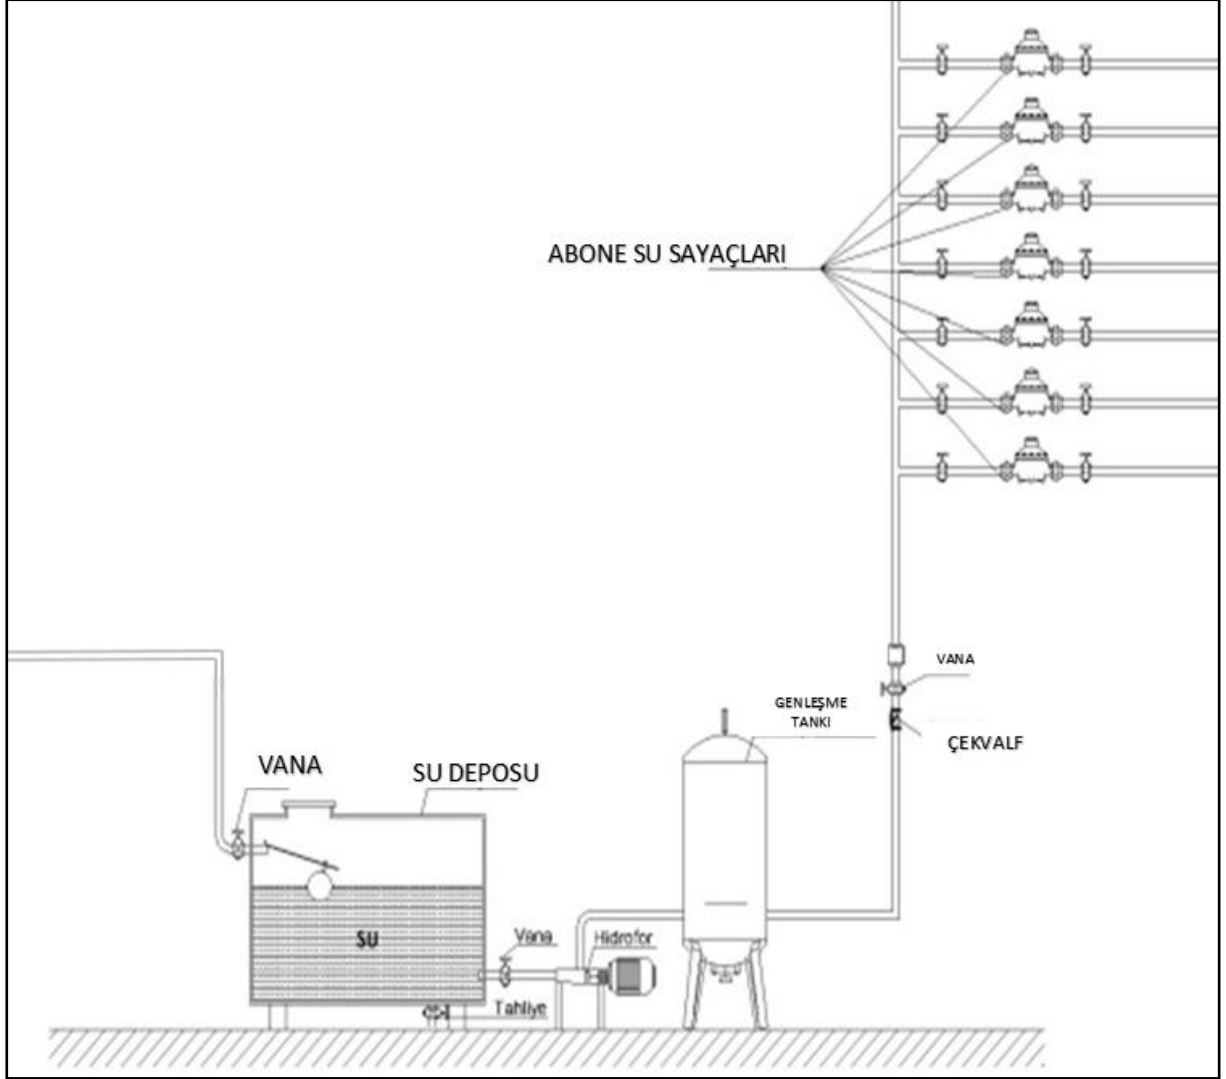 ABONE SU SAYAÇLARI
VANA
GENLEŞME
TANKI
ÇEKVALF
VANA
SU DEPOSU
SU
Vana
Hidrofor
Tahliye